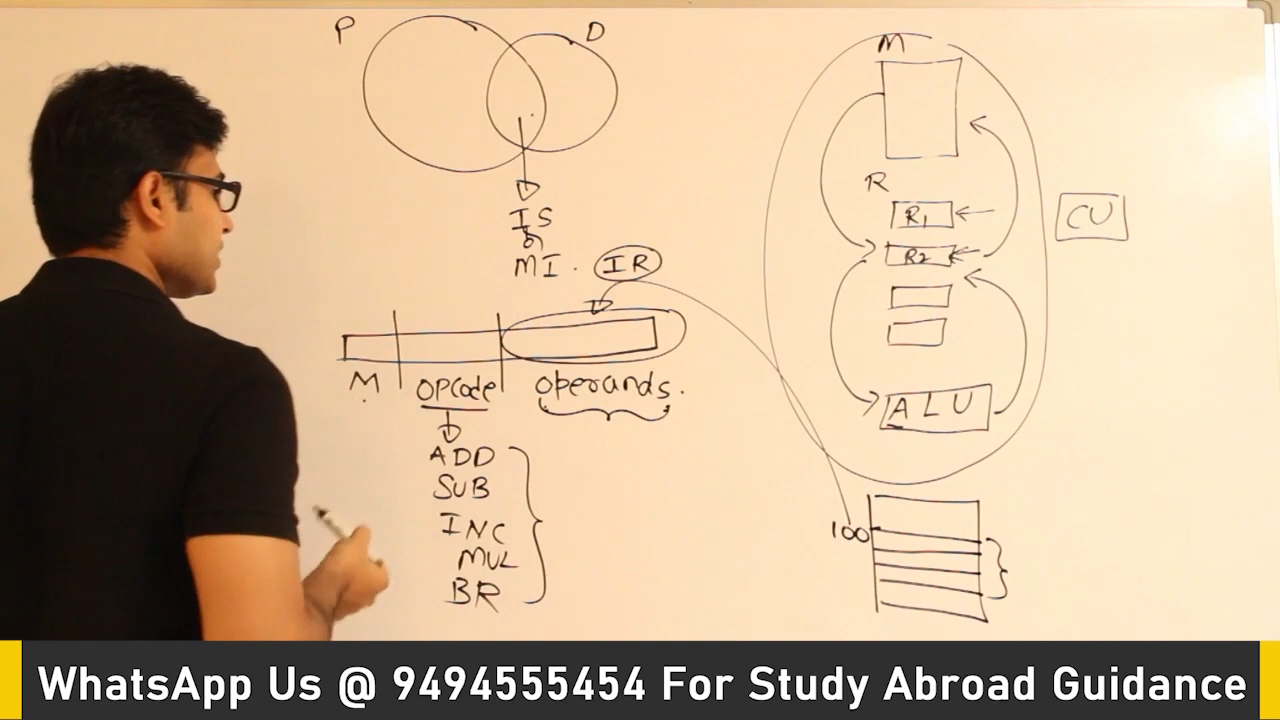 P
D
IS
or
MI.
IR
M
OPCode
operands.
ADD
SUB
INC
MUL
BR
M
R
R1
R2
ALU
CU
100
WhatsApp Us @ 9494555454 For Study Abroad Guidance